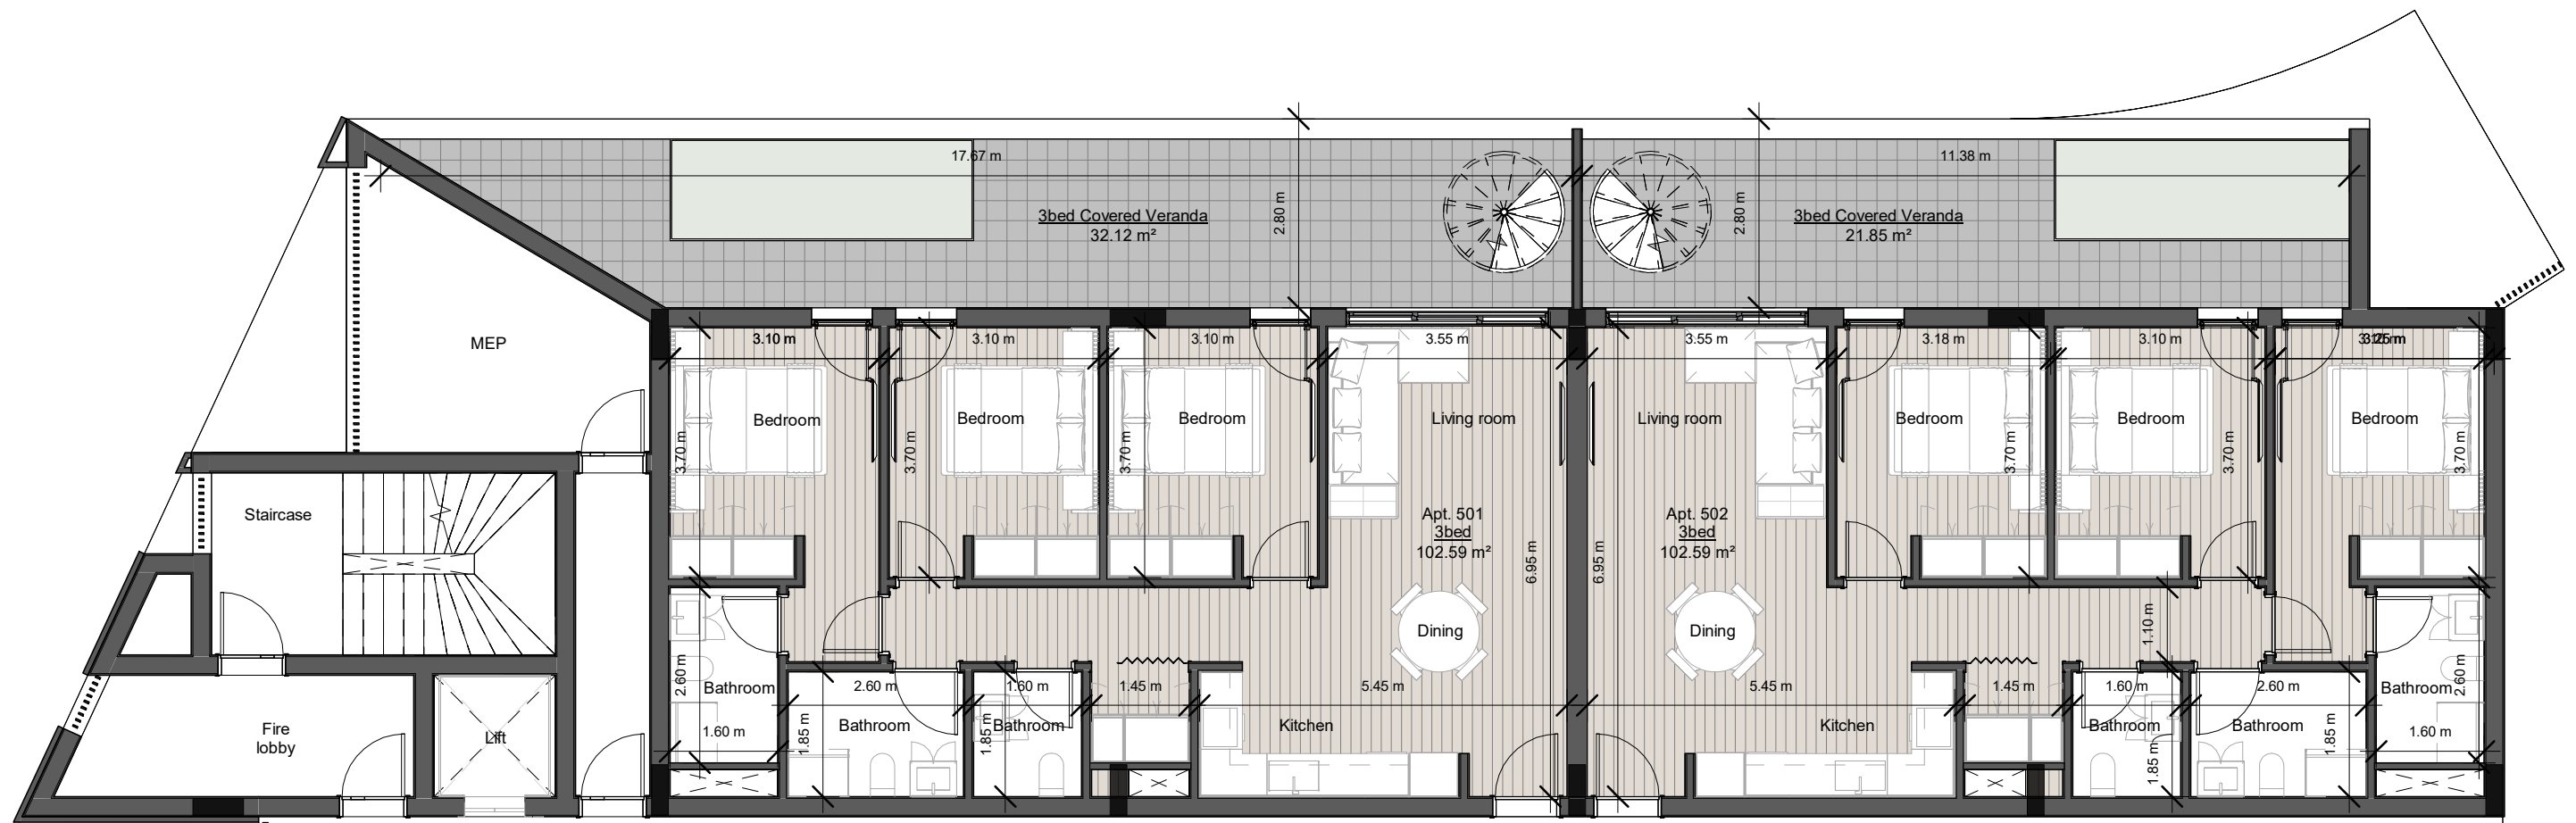 17.67 m
11.38 m
2.80 m
2.80 m
3bed Covered Veranda
32.12 m²
3bed Covered Veranda
21.85 m²
MEP
3.10 m
3.10 m
3.10 m
3.55 m
3.55 m
3.18 m
3.10 m
Bedroom
Bedroom
Bedroom
Living room
Living room
Bedroom
Bedroom
Bedroom
3.70 m
3.70 m
3.70 m
3.70 m
3.70 m
3.70 m
Staircase
Apt. 501
3bed
102.59 m²
Apt. 502
3bed
102.59 m²
6.95 m
6.95 m
Dining
Dining
1.10 m
2.60 m
Bathroom
2.60 m
1.60 m
1.45 m
5.45 m
5.45 m
1.45 m
1.60 m
2.60 m
Bathroom
2.60 m
Fire
lobby
Lift
1.60 m
1.85 m
Bathroom
1.85 m
Bathroom
Kitchen
Kitchen
Bathroom
1.85 m
Bathroom
1.85 m
1.60 m